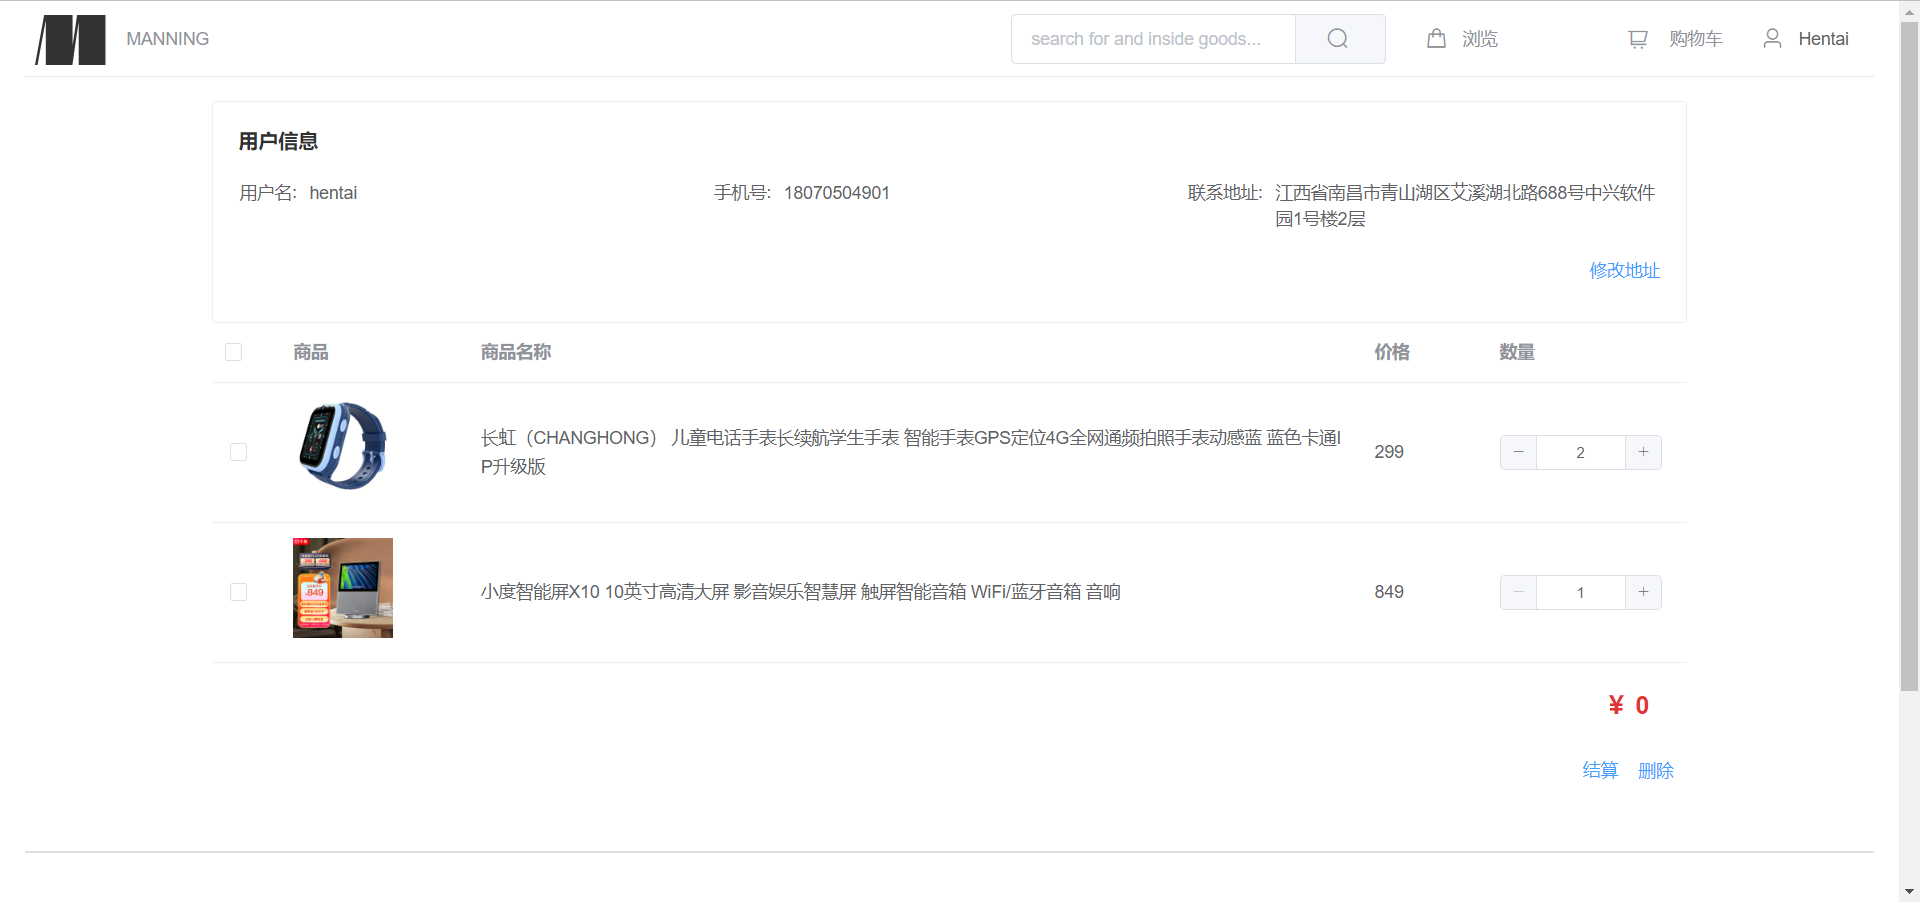 MANNING
search for and inside goods...
浏览
购物车
Hentai
用户信息
用户名: hentai
手机号: 18070504901
联系地址: 江西省南昌市青山湖区艾溪湖北路688号中兴软件
园1号楼2层
修改地址
商品 商品名称 价格 数量
长虹（CHANGHONG） 儿童电话手表长续航学生手表 智能手表GPS定位4G全网通频拍照手表动感蓝 蓝色卡通I
P升级版
299
2
849
小度智能屏X10 10英寸高清大屏 影音娱乐智慧屏 触屏智能音箱 WiFi/蓝牙音箱 音响
849
1
¥ 0
结算 删除